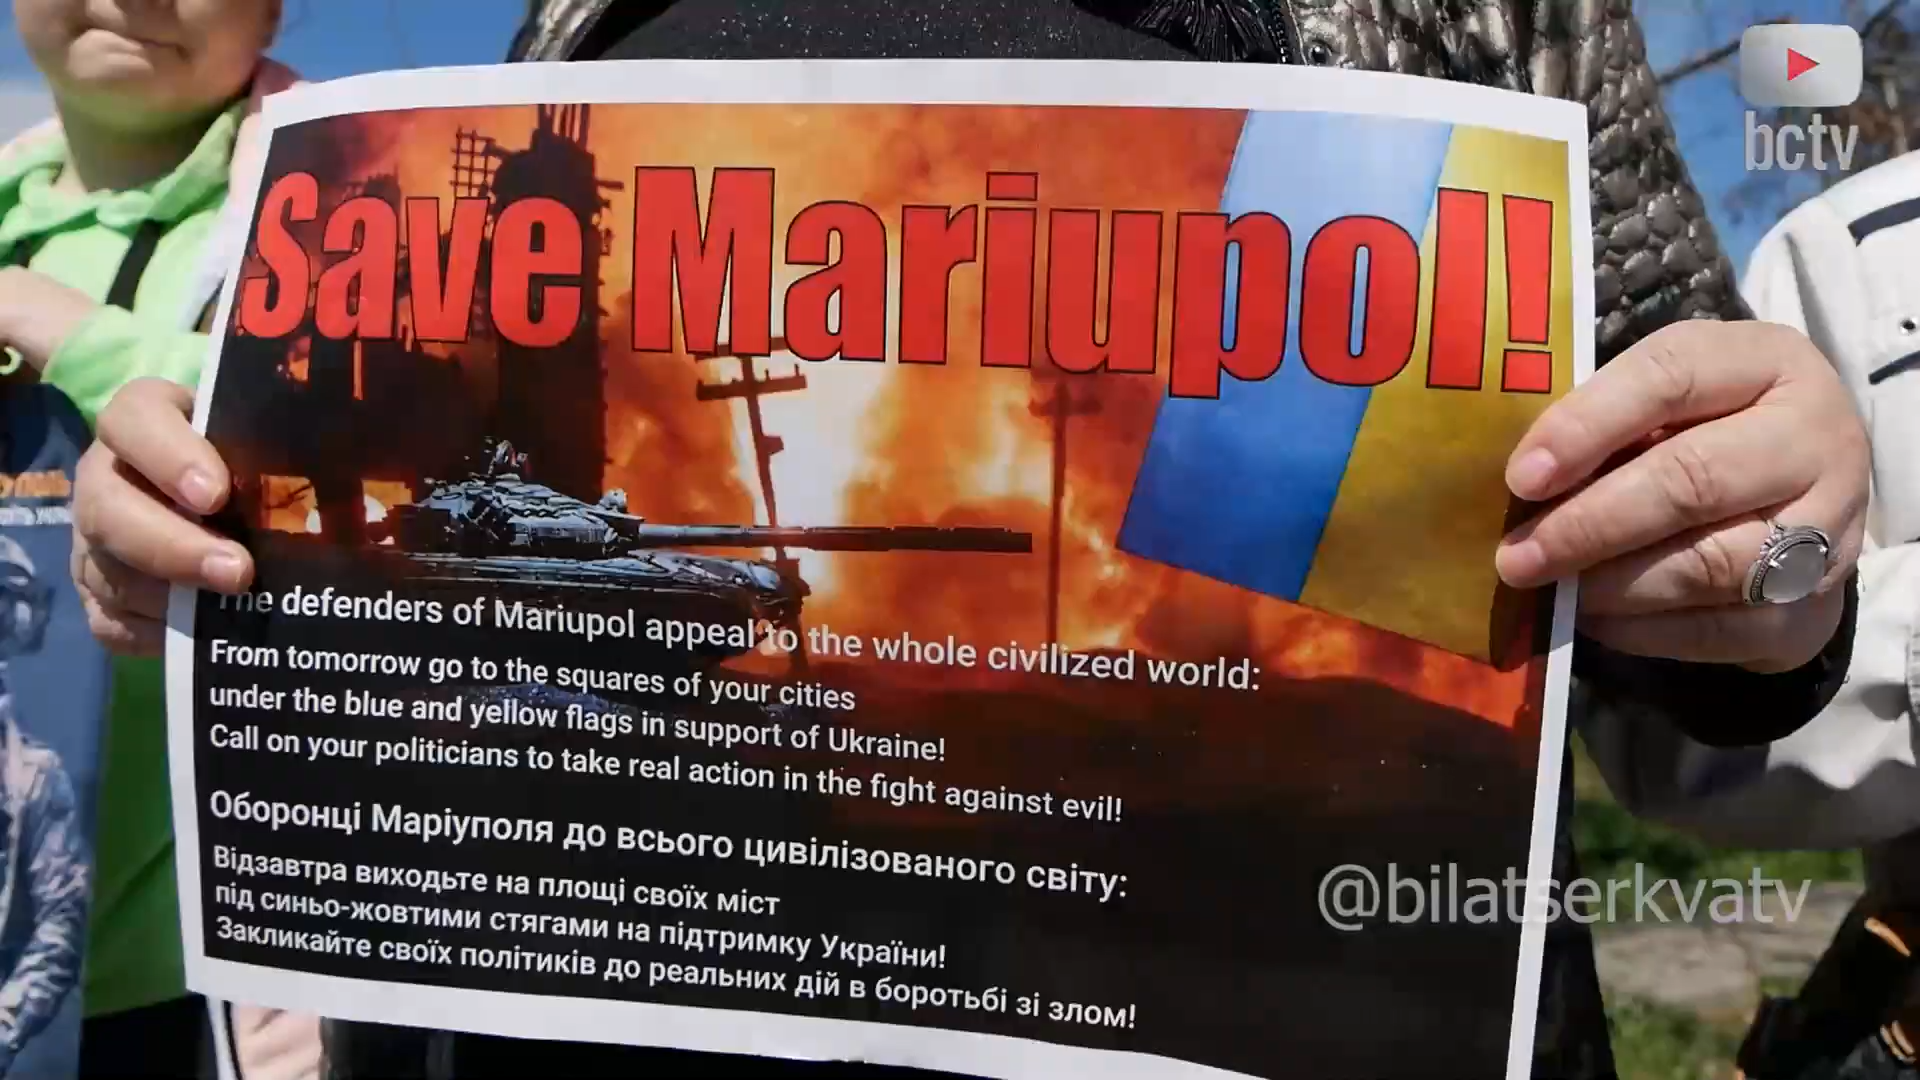 bctv
Save Mariupol!
The defenders of Mariupol appeal to the whole civilized world:
From tomorrow go to the squares of your cities
under the blue and yellow flags in support of Ukraine!
Call on your politicians to take real action in the fight against evil!
Оборонці Маріуполя до всього цивілізованого світу:
Відзавтра виходьте на площі своїх міст
під синьо-жовтими стягами на підтримку України!
Закликайте своїх політиків до реальних дій в боротьбі зі злом!
@bilatserkvatv